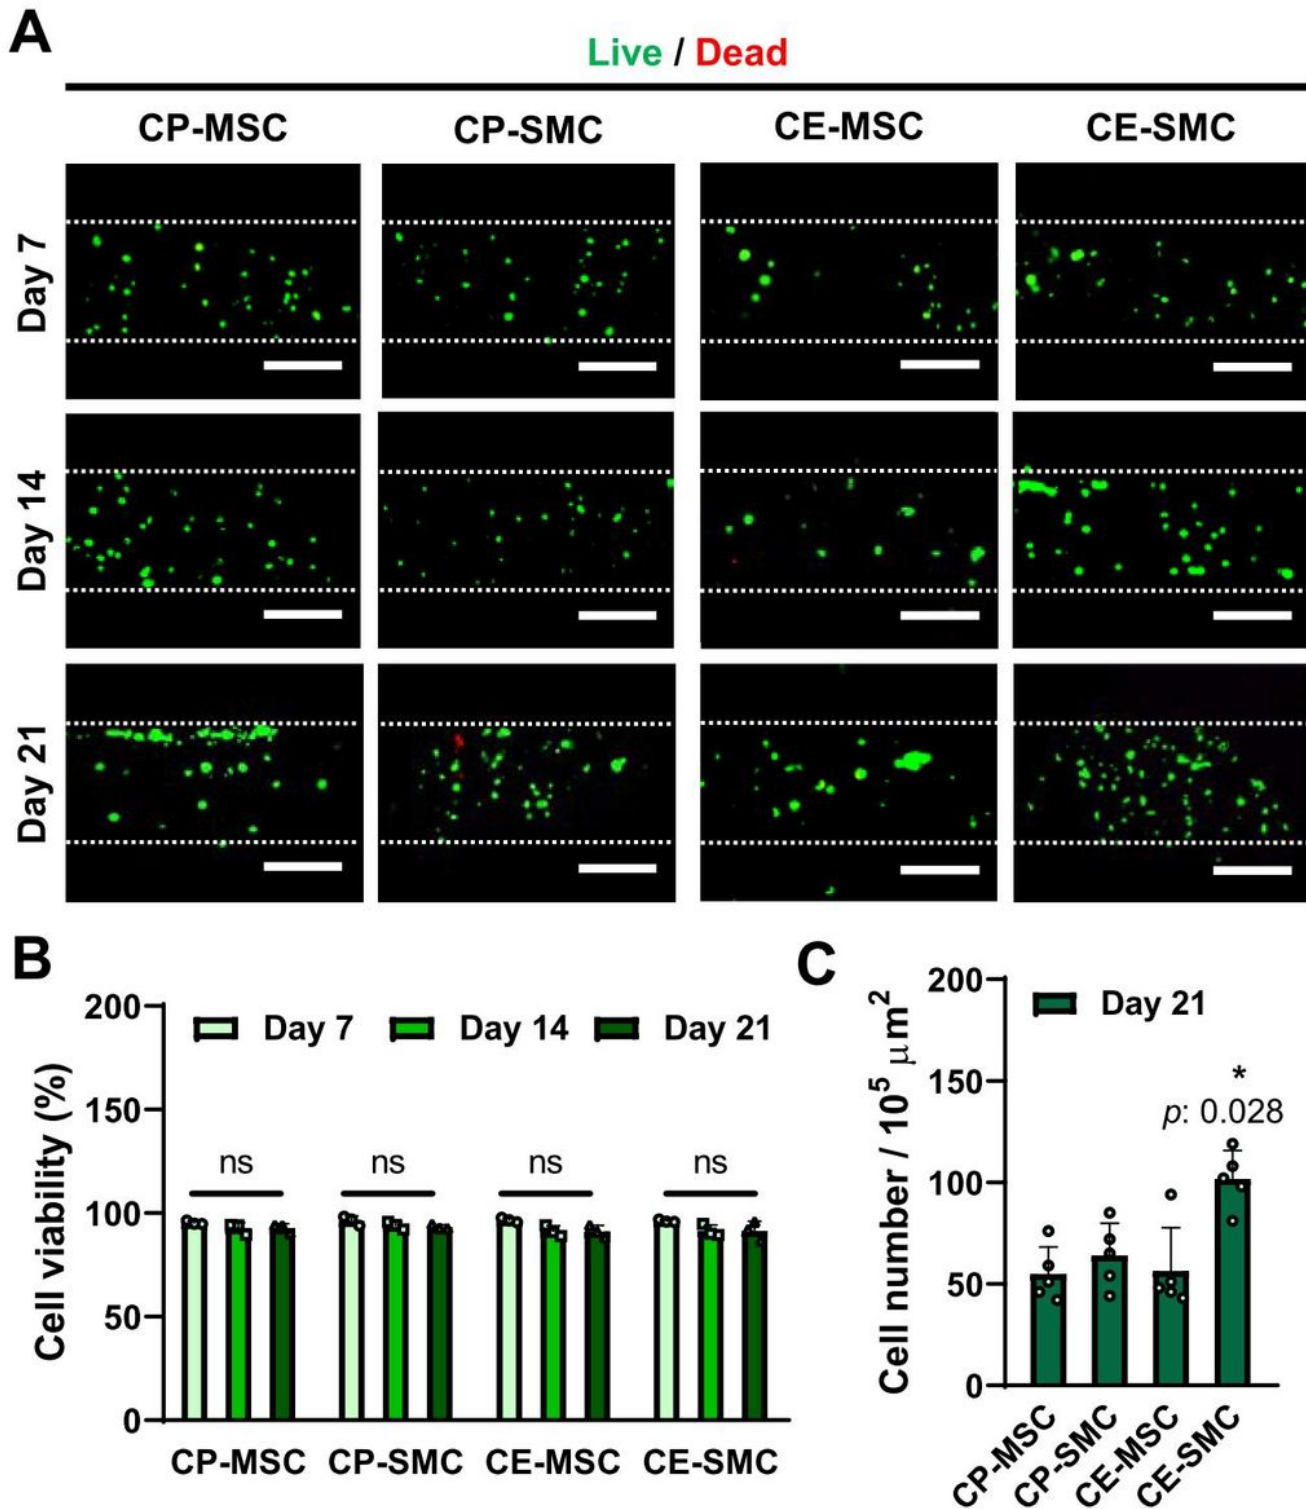 A
Live / Dead
CP-MSC CP-SMC CE-MSC CE-SMC
Day 7
Day 14
Day 21
B
200
150
100
50
0
Cell viability (%)
Day 7 Day 14 Day 21
ns ns ns ns
CP-MSC CP-SMC CE-MSC CE-SMC
C
200
150
100
50
0
Cell number / 10⁵ μm²
Day 21
*
p: 0.028
CP-MSC
CP-SMC
CE-MSC
CE-SMC